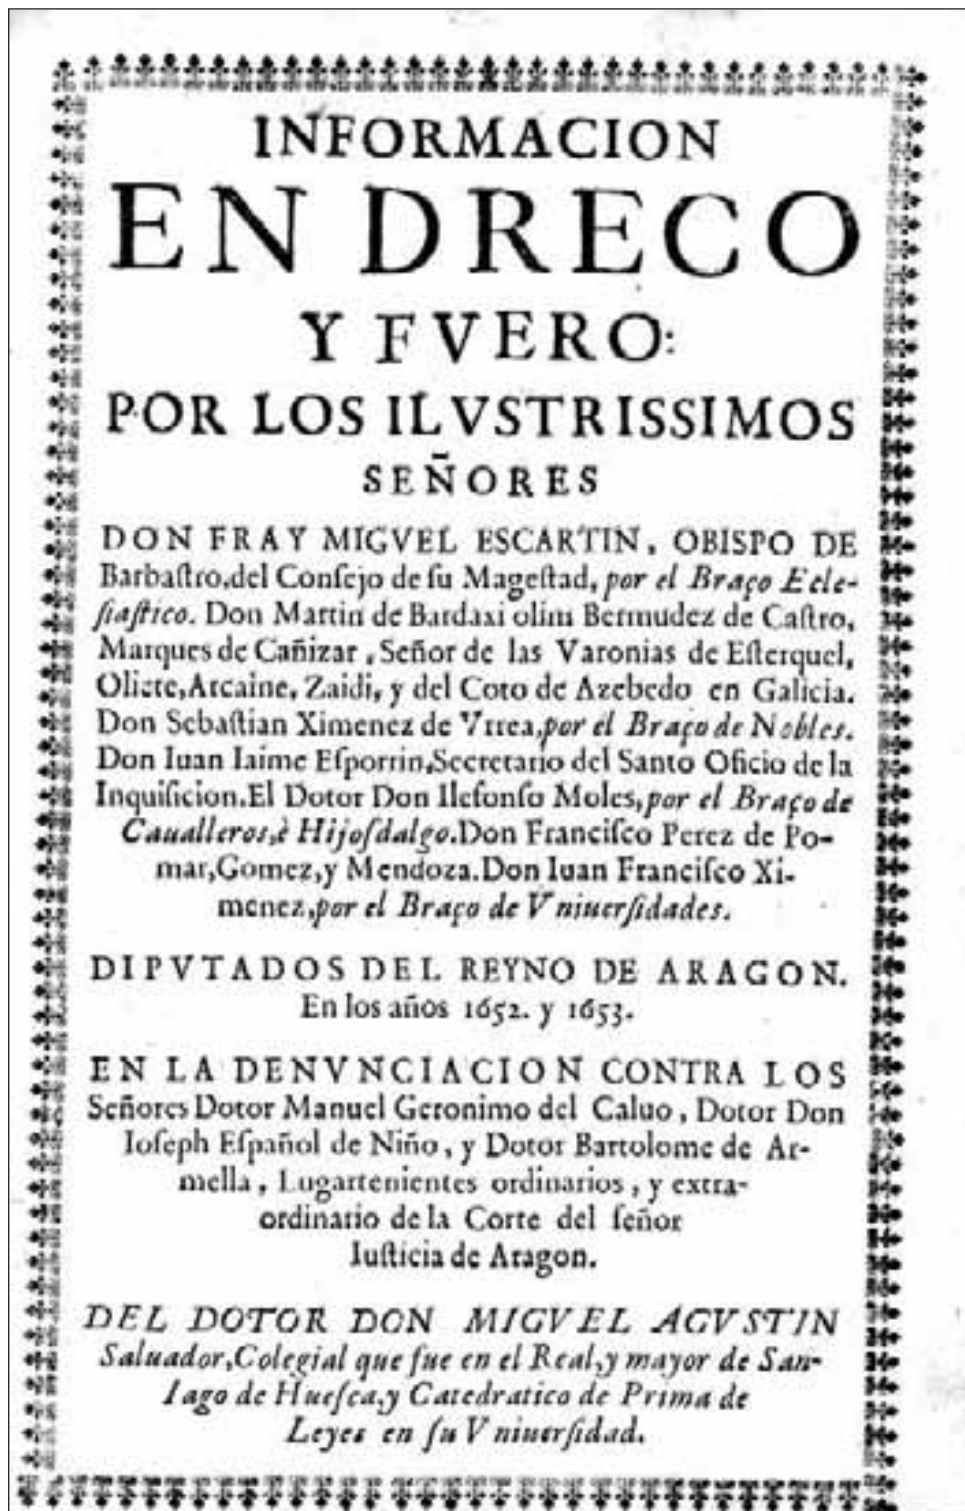 INFORMACION
EN DRECO
Y FVERO:
POR LOS ILVSTRISSIMOS
SEÑORES
DON FRAY MIGVEL ESCARTIN, OBISPO DE
Barbaſtro,del Conſejo de ſu Mageſtad, por el Braço Ecle-
ſiaſtico. Don Martin de Bardaxi olim Bermudez de Caſtro,
Marques de Cañizar, Señor de las Varonias de Eſterquel,
Oliete,Arcaine, Zaidi, y del Coto de Azebedo en Galicia.
Don Sebaſtian Ximenez de Vrrea,por el Braço de Nobles.
Don Iuan Iaime Eſporrin,Secretario del Santo Oficio de la
Inquiſicion.El Dotor Don Ilefonſo Moles,por el Braço de
Caualleros,è Hijoſdalgo.Don Franciſco Perez de Po-
mar,Gomez,y Mendoza.Don Iuan Franciſco Xi-
menez,por el Braço de Vniuerſidades.
DIPVTADOS DEL REYNO DE ARAGON.
En los años 1652. y 1653.
EN LA DENVNCIACION CONTRA LOS
Señores Dotor Manuel Geronimo del Caluo, Dotor Don
Ioſeph Eſpañol de Niño, y Dotor Bartolome de Ar-
mella, Lugartenientes ordinarios, y extra-
ordinario de la Corte del ſeñor
Iuſticia de Aragon.
DEL DOTOR DON MIGVEL AGVSTIN
Saluador,Colegial que fue en el Real,y mayor de San-
Iago de Hueſca,y Catedratico de Prima de
Leyes en ſu Vniuerſidad.